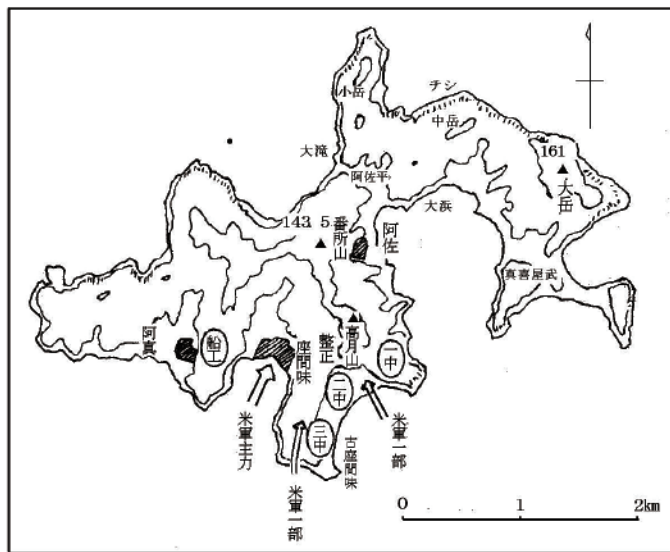 小岳
チシ
中岳
161
大岳
大滝
阿佐平
大浜
143.5
番所山
阿佐
真喜屋武
阿真
船工
座間味
整正
高月山
一中
二中
三中
米軍主力
米軍一部
米軍一部
古座間味
0 1 2km